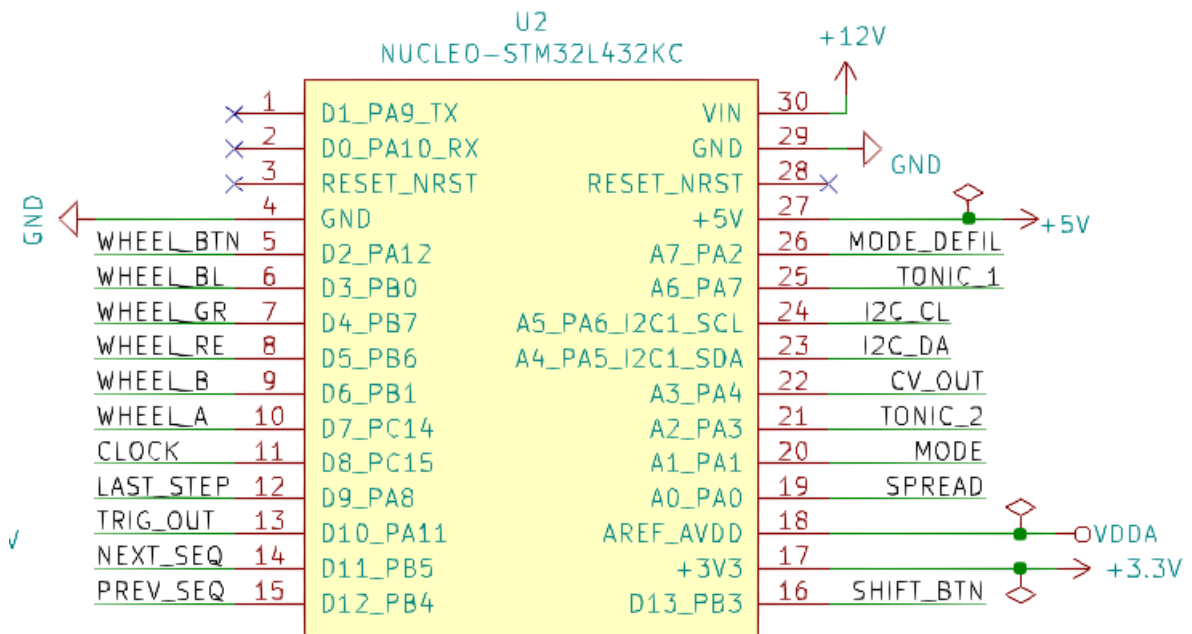 U2
NUCLEO-STM32L432KC
+12V
1 D1_PA9_TX VIN 30
2 D0_PA10_RX GND 29 GND
3 RESET_NRST RESET_NRST 28
GND 4 GND +5V 27 +5V
WHEEL_BTN 5 D2_PA12 A7_PA2 26 MODE_DEFIL
WHEEL_BL 6 D3_PB0 A6_PA7 25 TONIC_1
WHEEL_GR 7 D4_PB7 A5_PA6_I2C1_SCL 24 I2C_CL
WHEEL_RE 8 D5_PB6 A4_PA5_I2C1_SDA 23 I2C_DA
WHEEL_B 9 D6_PB1 A3_PA4 22 CV_OUT
WHEEL_A 10 D7_PC14 A2_PA3 21 TONIC_2
CLOCK 11 D8_PC15 A1_PA1 20 MODE
LAST_STEP 12 D9_PA8 A0_PA0 19 SPREAD
TRIG_OUT 13 D10_PA11 AREF_AVDD 18 VDDA
NEXT_SEQ 14 D11_PB5 +3V3 17 +3.3V
PREV_SEQ 15 D12_PB4 D13_PB3 16 SHIFT_BTN